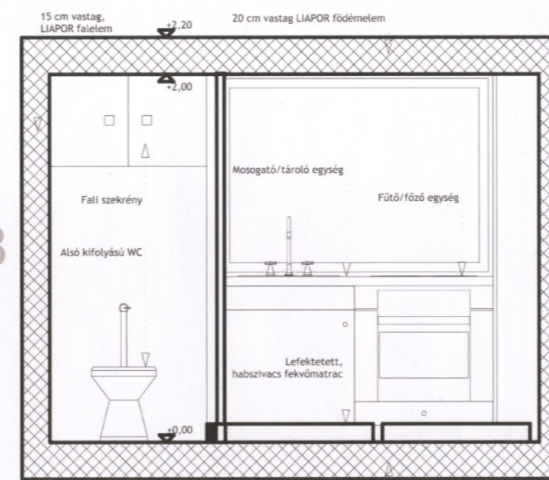 15 cm vastag,
LIAPOR falelem
+2,20
20 cm vastag LIAPOR födémelem
+2,00
Mosogató/tároló egység
Fali szekrény
Fűtő/főző egység
Alsó kifolyású WC
Lefektetett,
habszivacs fekvőmatrac
+0,00